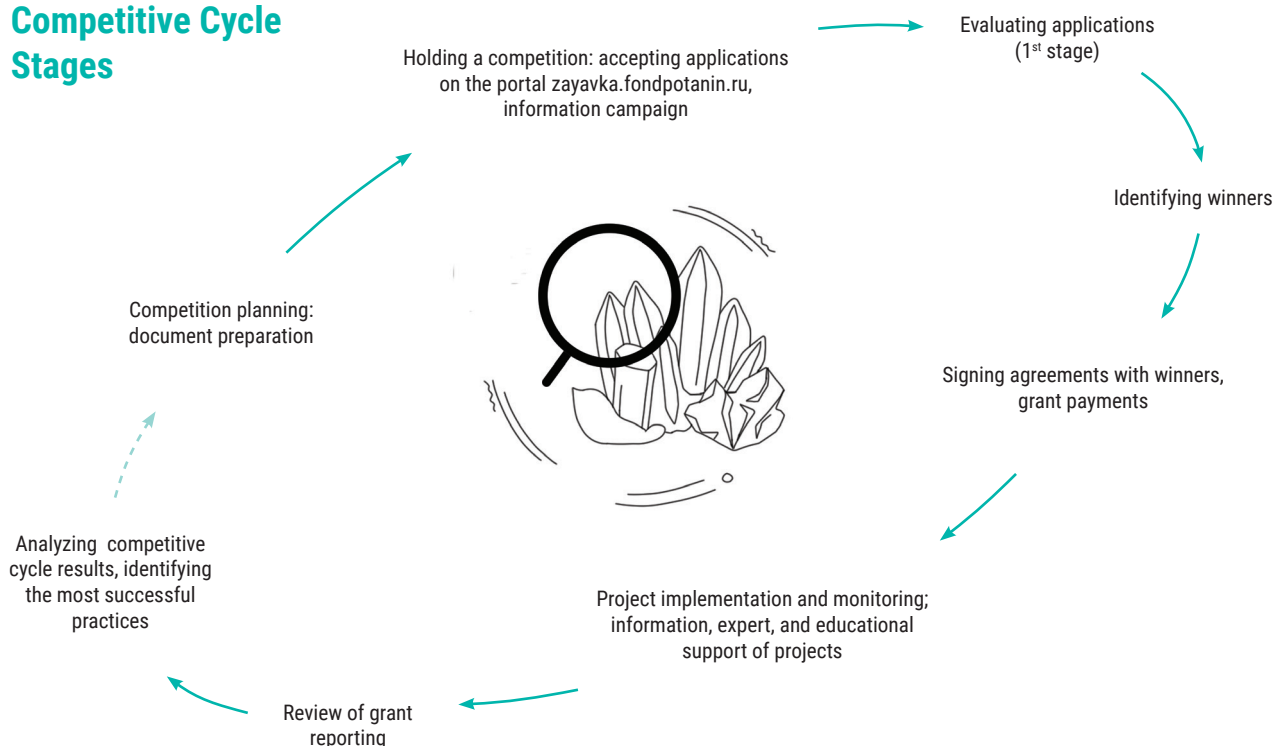 Competitive Cycle
Stages
Holding a competition: accepting applications
on the portal zayavka.fondpotanin.ru,
information campaign
Evaluating applications
(1st stage)
Identifying winners
Signing agreements with winners,
grant payments
Project implementation and monitoring;
information, expert, and educational
support of projects
Review of grant
reporting
Analyzing competitive
cycle results, identifying
the most successful
practices
Competition planning:
document preparation